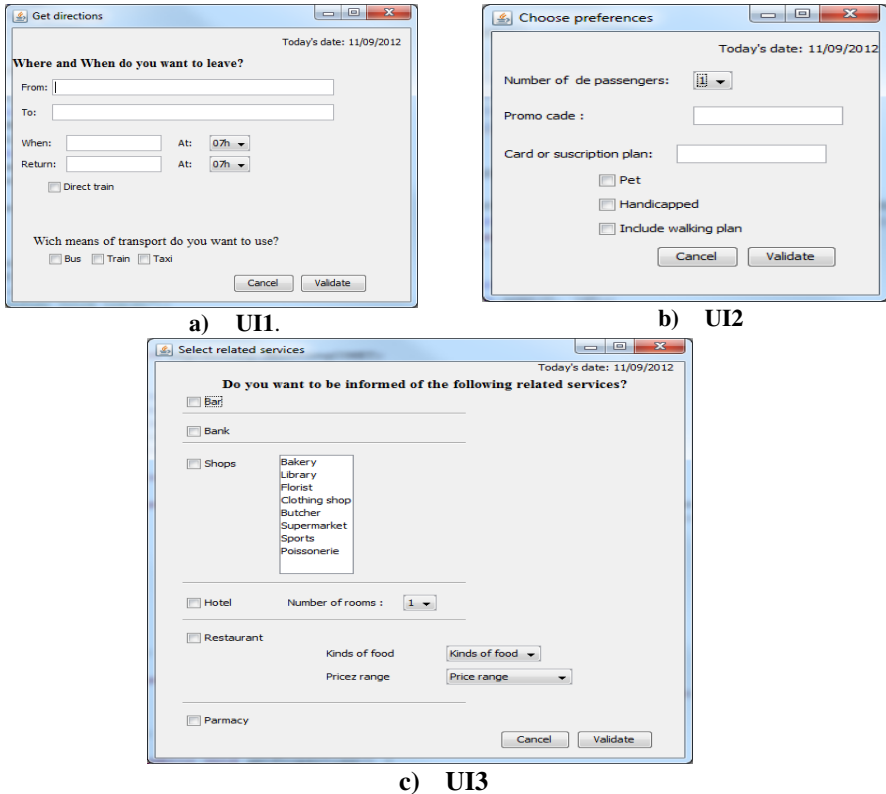 Get directions
Today's date: 11/09/2012
Where and When do you want to leave?
From:
To:
When: At: 07h
Return: At: 07h
Direct train
Wich means of transport do you want to use?
Bus Train Taxi
Cancel Validate
a) UI1.
Choose preferences
Today's date: 11/09/2012
Number of de passengers: 1
Promo cade :
Card or suscription plan:
Pet
Handicapped
Include walking plan
Cancel Validate
b) UI2
Select related services
Today's date: 11/09/2012
Do you want to be informed of the following related services?
Bar
Bank
Shops Bakery
Library
Florist
Clothing shop
Butcher
Supermarket
Sports
Poissonerie
Hotel Number of rooms : 1
Restaurant
Kinds of food Kinds of food
Pricez range Price range
Parmacy
Cancel Validate
c) UI3